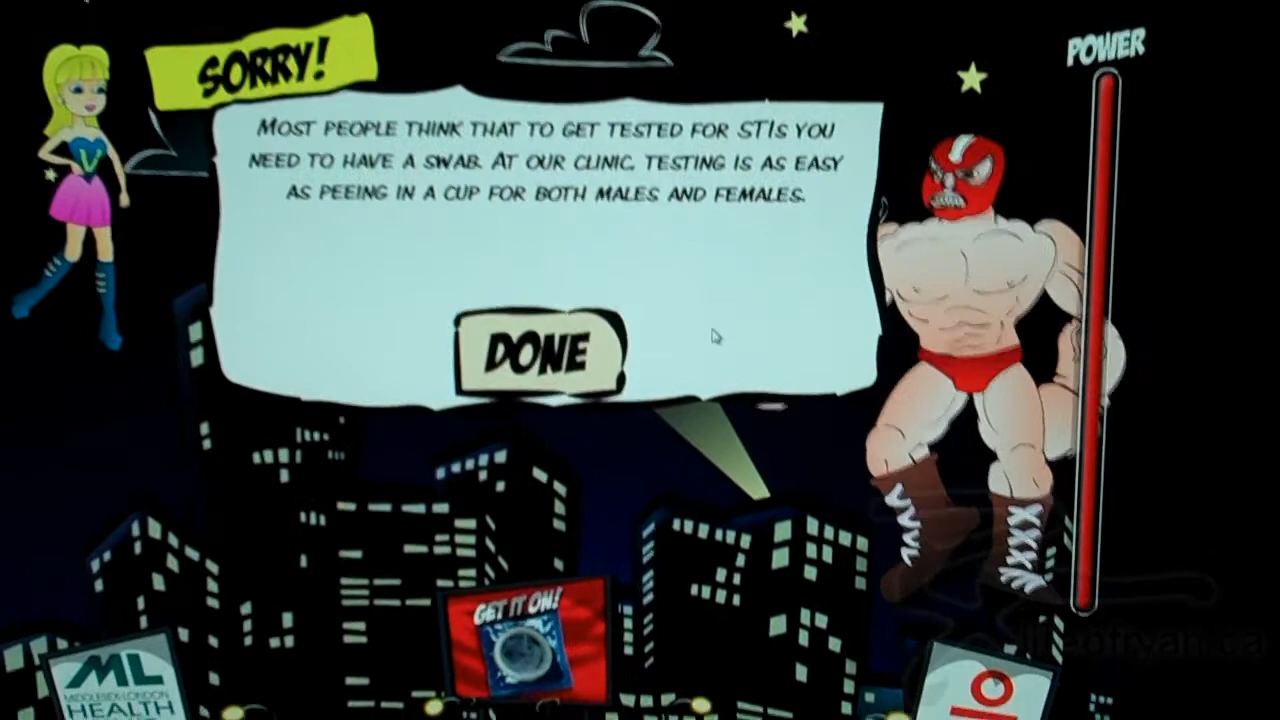 POWER
SORRY!
MOST PEOPLE THINK THAT TO GET TESTED FOR STIS YOU
NEED TO HAVE A SWAB. AT OUR CLINIC, TESTING IS AS EASY
AS PEEING IN A CUP FOR BOTH MALES AND FEMALES.
V
DONE
GET IT ON!
ML
MIDDLESEX-LONDON
HEALTH
lifeofryan.ca